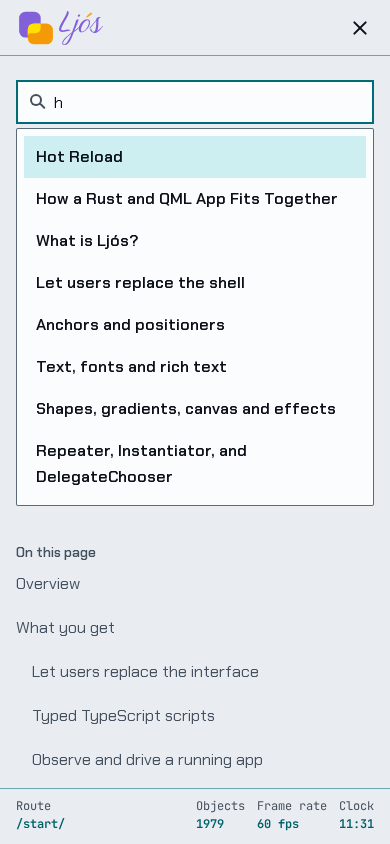 Ljós
h
Hot Reload
How a Rust and QML App Fits Together
What is Ljós?
Let users replace the shell
Anchors and positioners
Text, fonts and rich text
Shapes, gradients, canvas and effects
Repeater, Instantiator, and
DelegateChooser
On this page
Overview
What you get
Let users replace the interface
Typed TypeScript scripts
Observe and drive a running app
Route Objects Frame rate Clock
/start/ 1979 60 fps 11:31